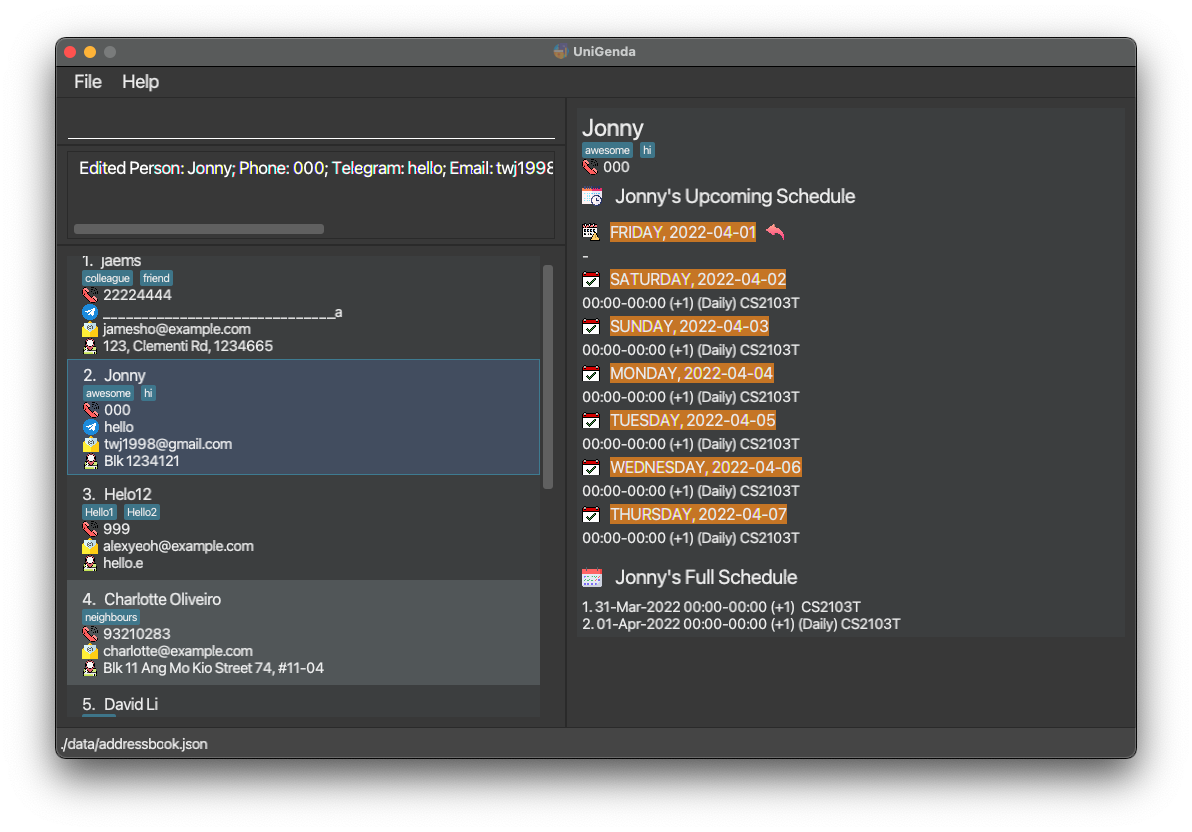 UniGenda
File Help
Edited Person: Jonny; Phone: 000; Telegram: hello; Email: twj1998
1. jaems
colleague friend
22224444
______________________________a
jamesho@example.com
123, Clementi Rd, 1234665
2. Jonny
awesome hi
000
hello
twj1998@gmail.com
Blk 1234121
3. Helo12
Hello1 Hello2
999
alexyeoh@example.com
hello.e
4. Charlotte Oliveiro
neighbours
93210283
charlotte@example.com
Blk 11 Ang Mo Kio Street 74, #11-04
5. David Li
Jonny
awesome hi
000
Jonny's Upcoming Schedule
FRIDAY, 2022-04-01
-
SATURDAY, 2022-04-02
00:00-00:00 (+1) (Daily) CS2103T
SUNDAY, 2022-04-03
00:00-00:00 (+1) (Daily) CS2103T
MONDAY, 2022-04-04
00:00-00:00 (+1) (Daily) CS2103T
TUESDAY, 2022-04-05
00:00-00:00 (+1) (Daily) CS2103T
WEDNESDAY, 2022-04-06
00:00-00:00 (+1) (Daily) CS2103T
THURSDAY, 2022-04-07
00:00-00:00 (+1) (Daily) CS2103T
Jonny's Full Schedule
1. 31-Mar-2022 00:00-00:00 (+1) CS2103T
2. 01-Apr-2022 00:00-00:00 (+1) (Daily) CS2103T
./data/addressbook.json